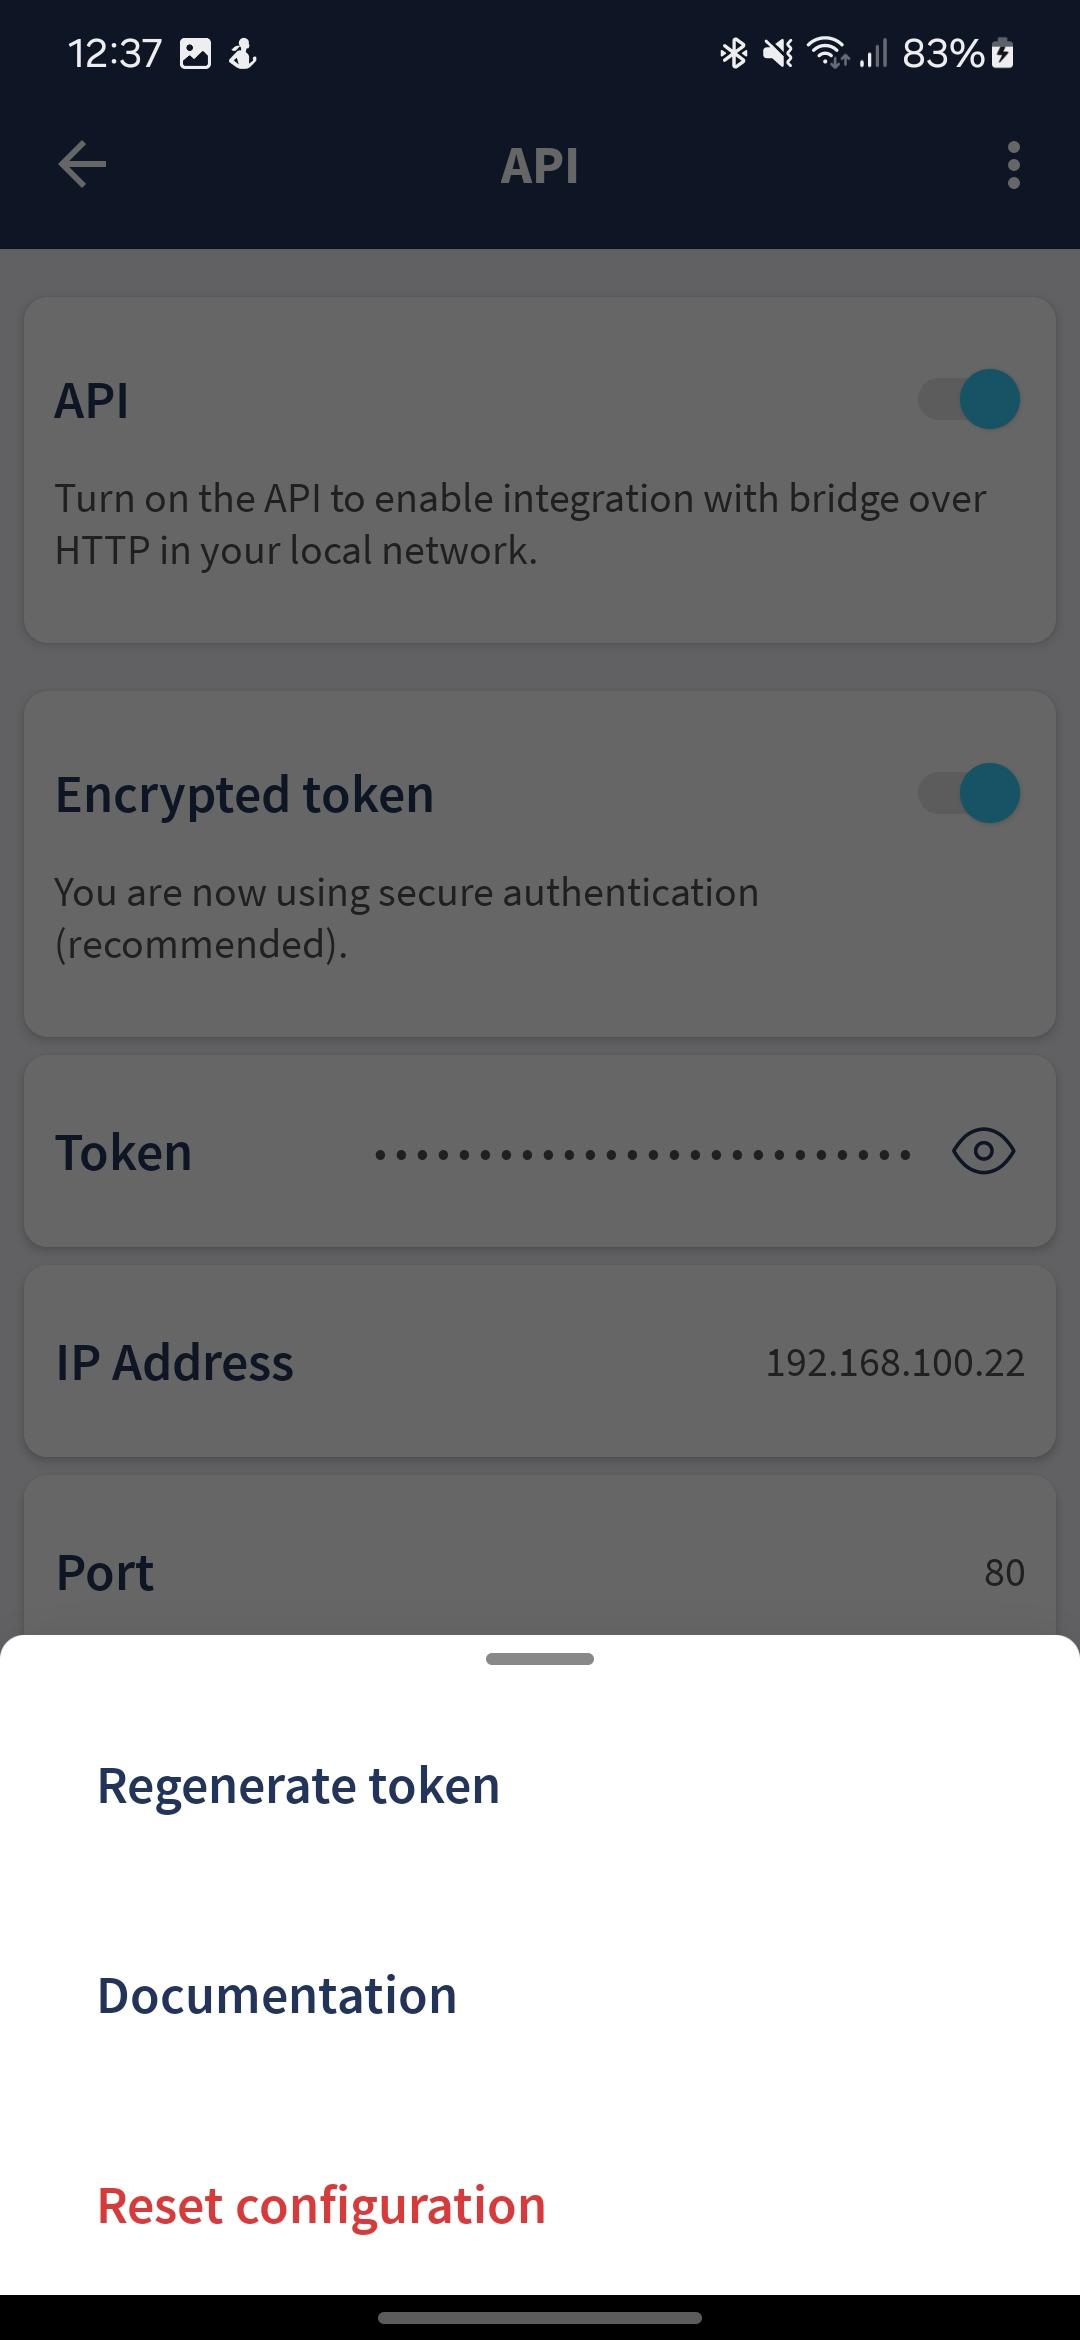 12:37
83%
API
API
Turn on the API to enable integration with bridge over
HTTP in your local network.
Encrypted token
You are now using secure authentication
(recommended).
Token ••••••••••••••••••••••••••
IP Address 192.168.100.22
Port 80
Regenerate token
Documentation
Reset configuration